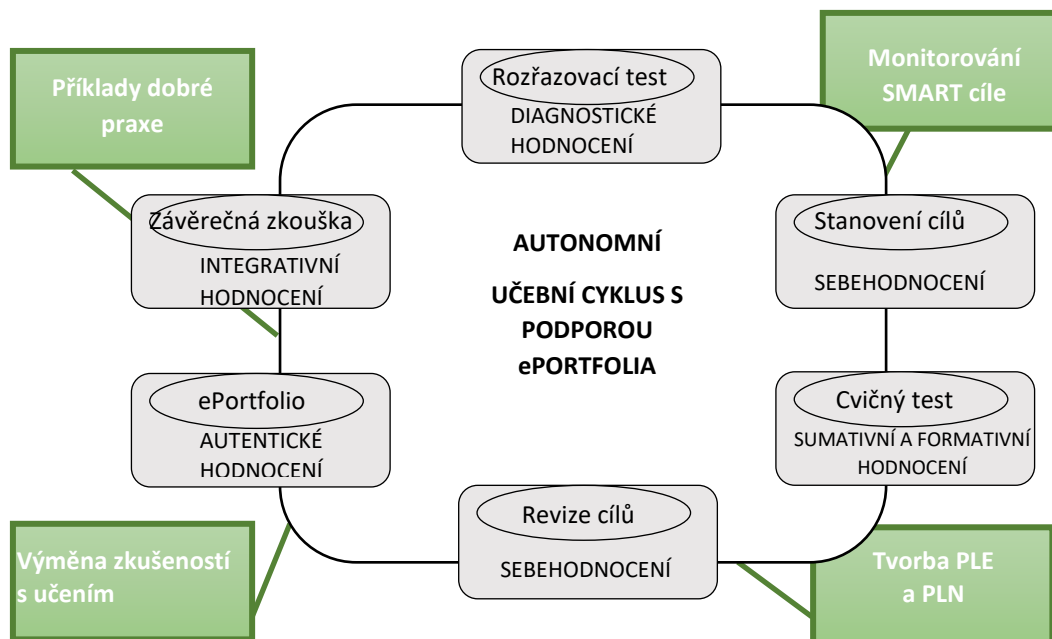 Příklady dobré
praxe
Rozřazovací test
DIAGNOSTICKÉ
HODNOCENÍ
Monitorování
SMART cíle
Závěrečná zkouška
INTEGRATIVNÍ
HODNOCENÍ
AUTONOMNÍ
UČEBNÍ CYKLUS S
PODPOROU
ePORTFOLIA
Stanovení cílů
SEBEHODNOCENÍ
ePortfolio
AUTENTICKÉ
HODNOCENÍ
Cvičný test
SUMATIVNÍ A FORMATIVNÍ
HODNOCENÍ
Revize cílů
SEBEHODNOCENÍ
Výměna zkušeností
s učením
Tvorba PLE
a PLN